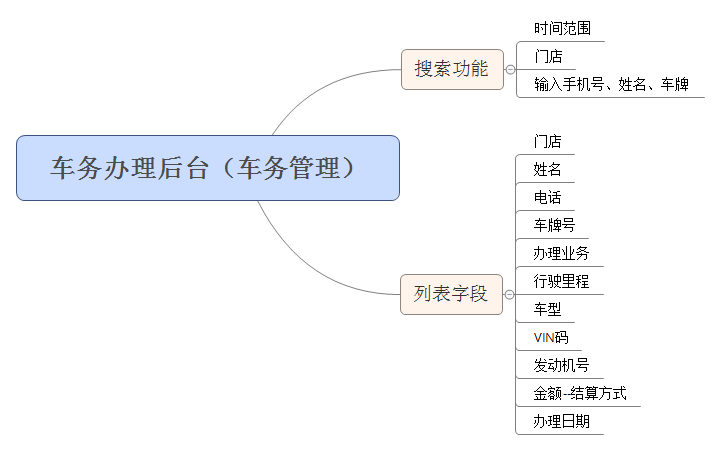 车务办理后台（车务管理）
搜索功能
时间范围
门店
输入手机号、姓名、车牌
列表字段
门店
姓名
电话
车牌号
办理业务
行驶里程
车型
VIN码
发动机号
金额--结算方式
办理日期